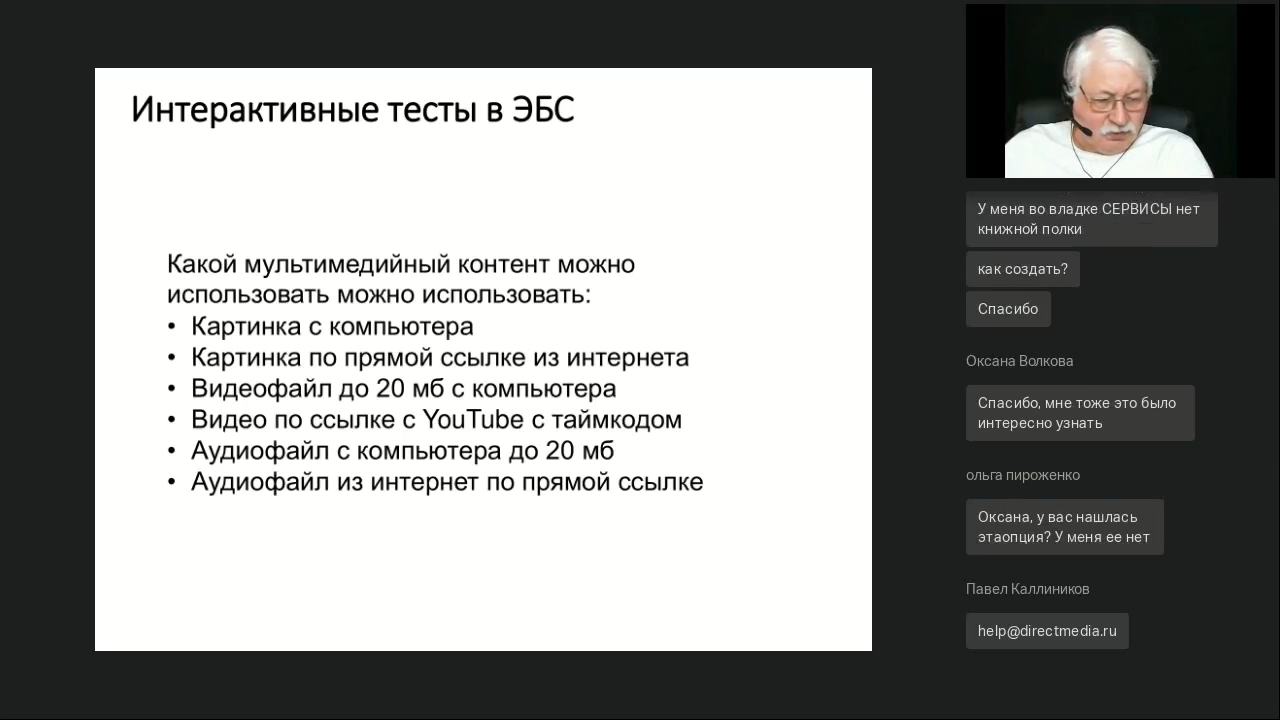 Интерактивные тесты в ЭБС
Какой мультимедийный контент можно
использовать можно использовать:
• Картинка с компьютера
• Картинка по прямой ссылке из интернета
• Видеофайл до 20 мб с компьютера
• Видео по ссылке с YouTube с таймкодом
• Аудиофайл с компьютера до 20 мб
• Аудиофайл из интернет по прямой ссылке
У меня во владке СЕРВИСЫ нет
книжной полки
как создать?
Спасибо
Оксана Волкова
Спасибо, мне тоже это было
интересно узнать
ольга пироженко
Оксана, у вас нашлась
этаопция? У меня ее нет
Павел Каллиников
help@directmedia.ru